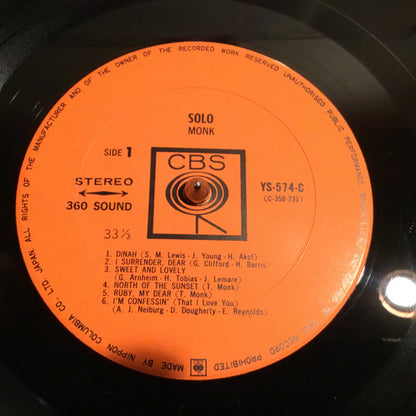 ALL RIGHTS OF THE MANUFACTURER AND OF THE OWNER OF THE RECORDED WORK RESERVED UNAUTHORISED PUBLIC PERFORMANCE
SOLO
MONK
SIDE 1
CBS
STEREO
360 SOUND
YS-574-C
(C-358-731)
33⅓
1. DINAH (S. M. Lewis - J. Young - H. Akst)
2. I SURRENDER, DEAR (G. Clifford - H. Barris)
3. SWEET AND LOVELY
(G. Arnheim - H. Tobias - J. Lemare)
4. NORTH OF THE SUNSET (T. Monk)
5. RUBY, MY DEAR (T. Monk)
6. I'M CONFESSIN' (That I Love You)
(A. J. Neiburg - D. Dougherty - E. Reynolds)
RECORD PROHIBITED
MADE BY NIPPON COLUMBIA CO. LTD. JAPAN